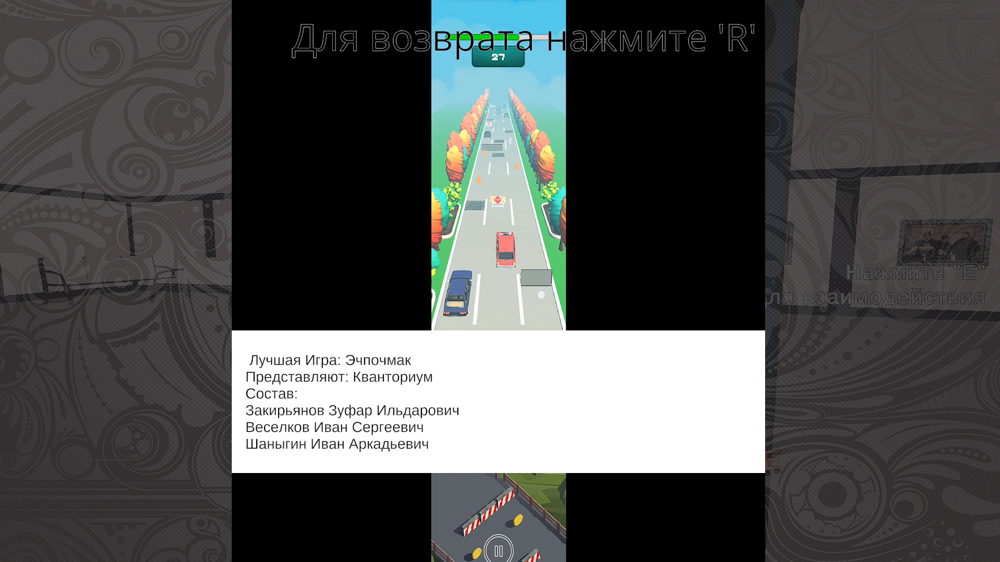 Для возврата нажмите 'R'
27
STOP
Нажмите "E"
ля взаимодействия
Лучшая Игра: Эчпочмак
Представляют: Кванториум
Состав:
Закирьянов Зуфар Ильдарович
Веселков Иван Сергеевич
Шаныгин Иван Аркадьевич
E